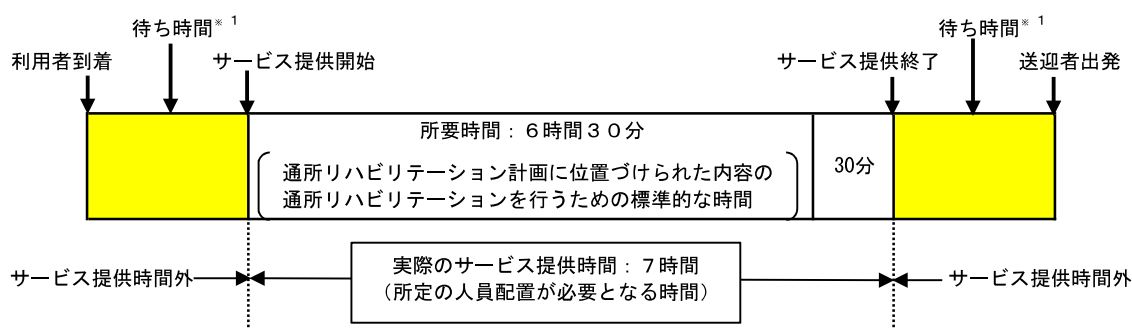 待ち時間※１
待ち時間※１
利用者到着
サービス提供開始
サービス提供終了
送迎者出発
所要時間：６時間３０分
通所リハビリテーション計画に位置づけられた内容の
通所リハビリテーションを行うための標準的な時間
30分
サービス提供時間外
実際のサービス提供時間：７時間
（所定の人員配置が必要となる時間）
サービス提供時間外